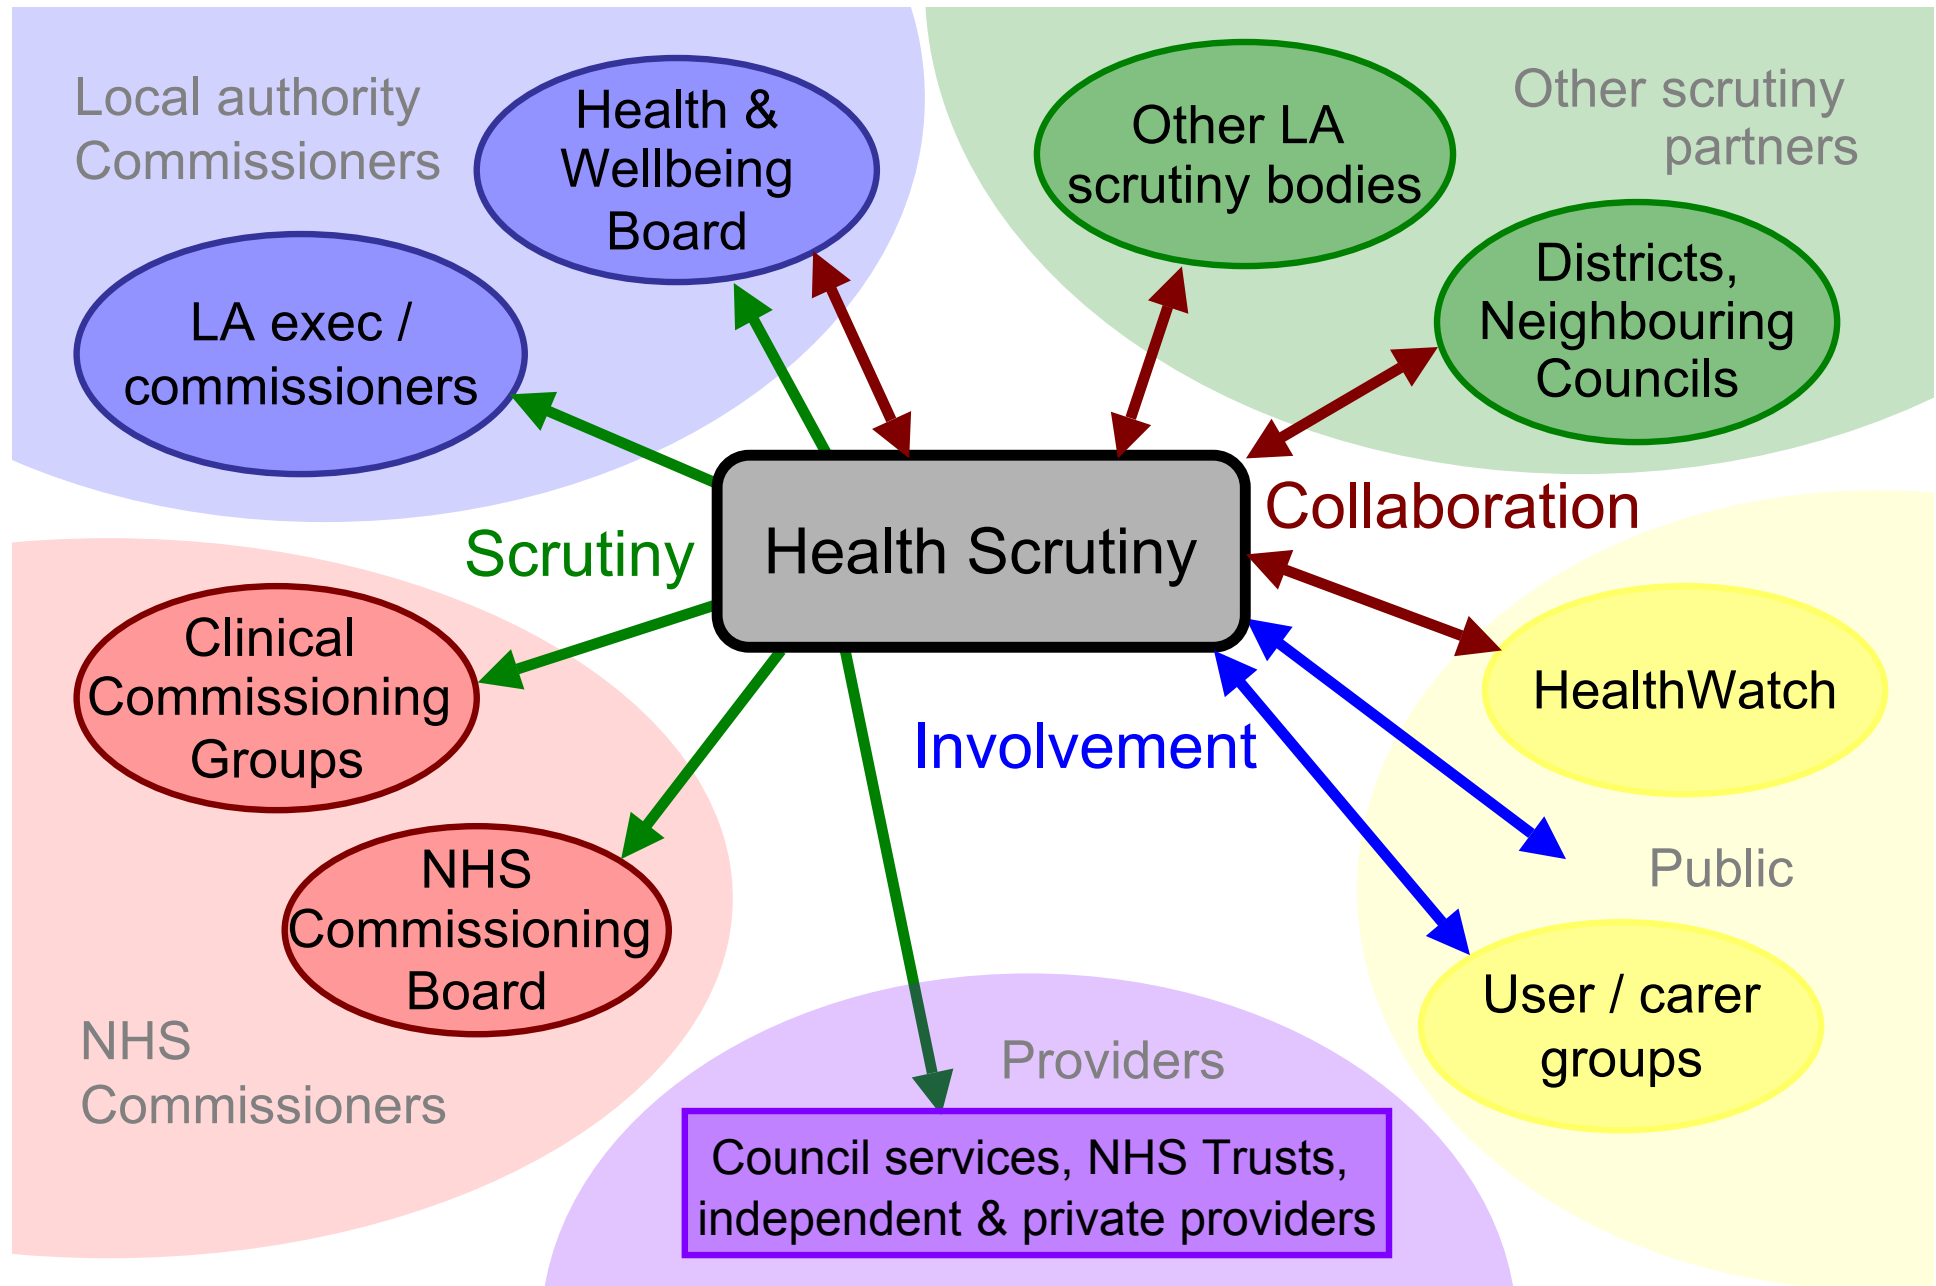 Local authority
Commissioners
Health &
Wellbeing
Board
LA exec /
commissioners
Other LA
scrutiny bodies
Other scrutiny
partners
Districts,
Neighbouring
Councils
Scrutiny
Health Scrutiny
Collaboration
Clinical
Commissioning
Groups
NHS
Commissioning
Board
NHS
Commissioners
Involvement
HealthWatch
Public
User / carer
groups
Providers
Council services, NHS Trusts,
independent & private providers